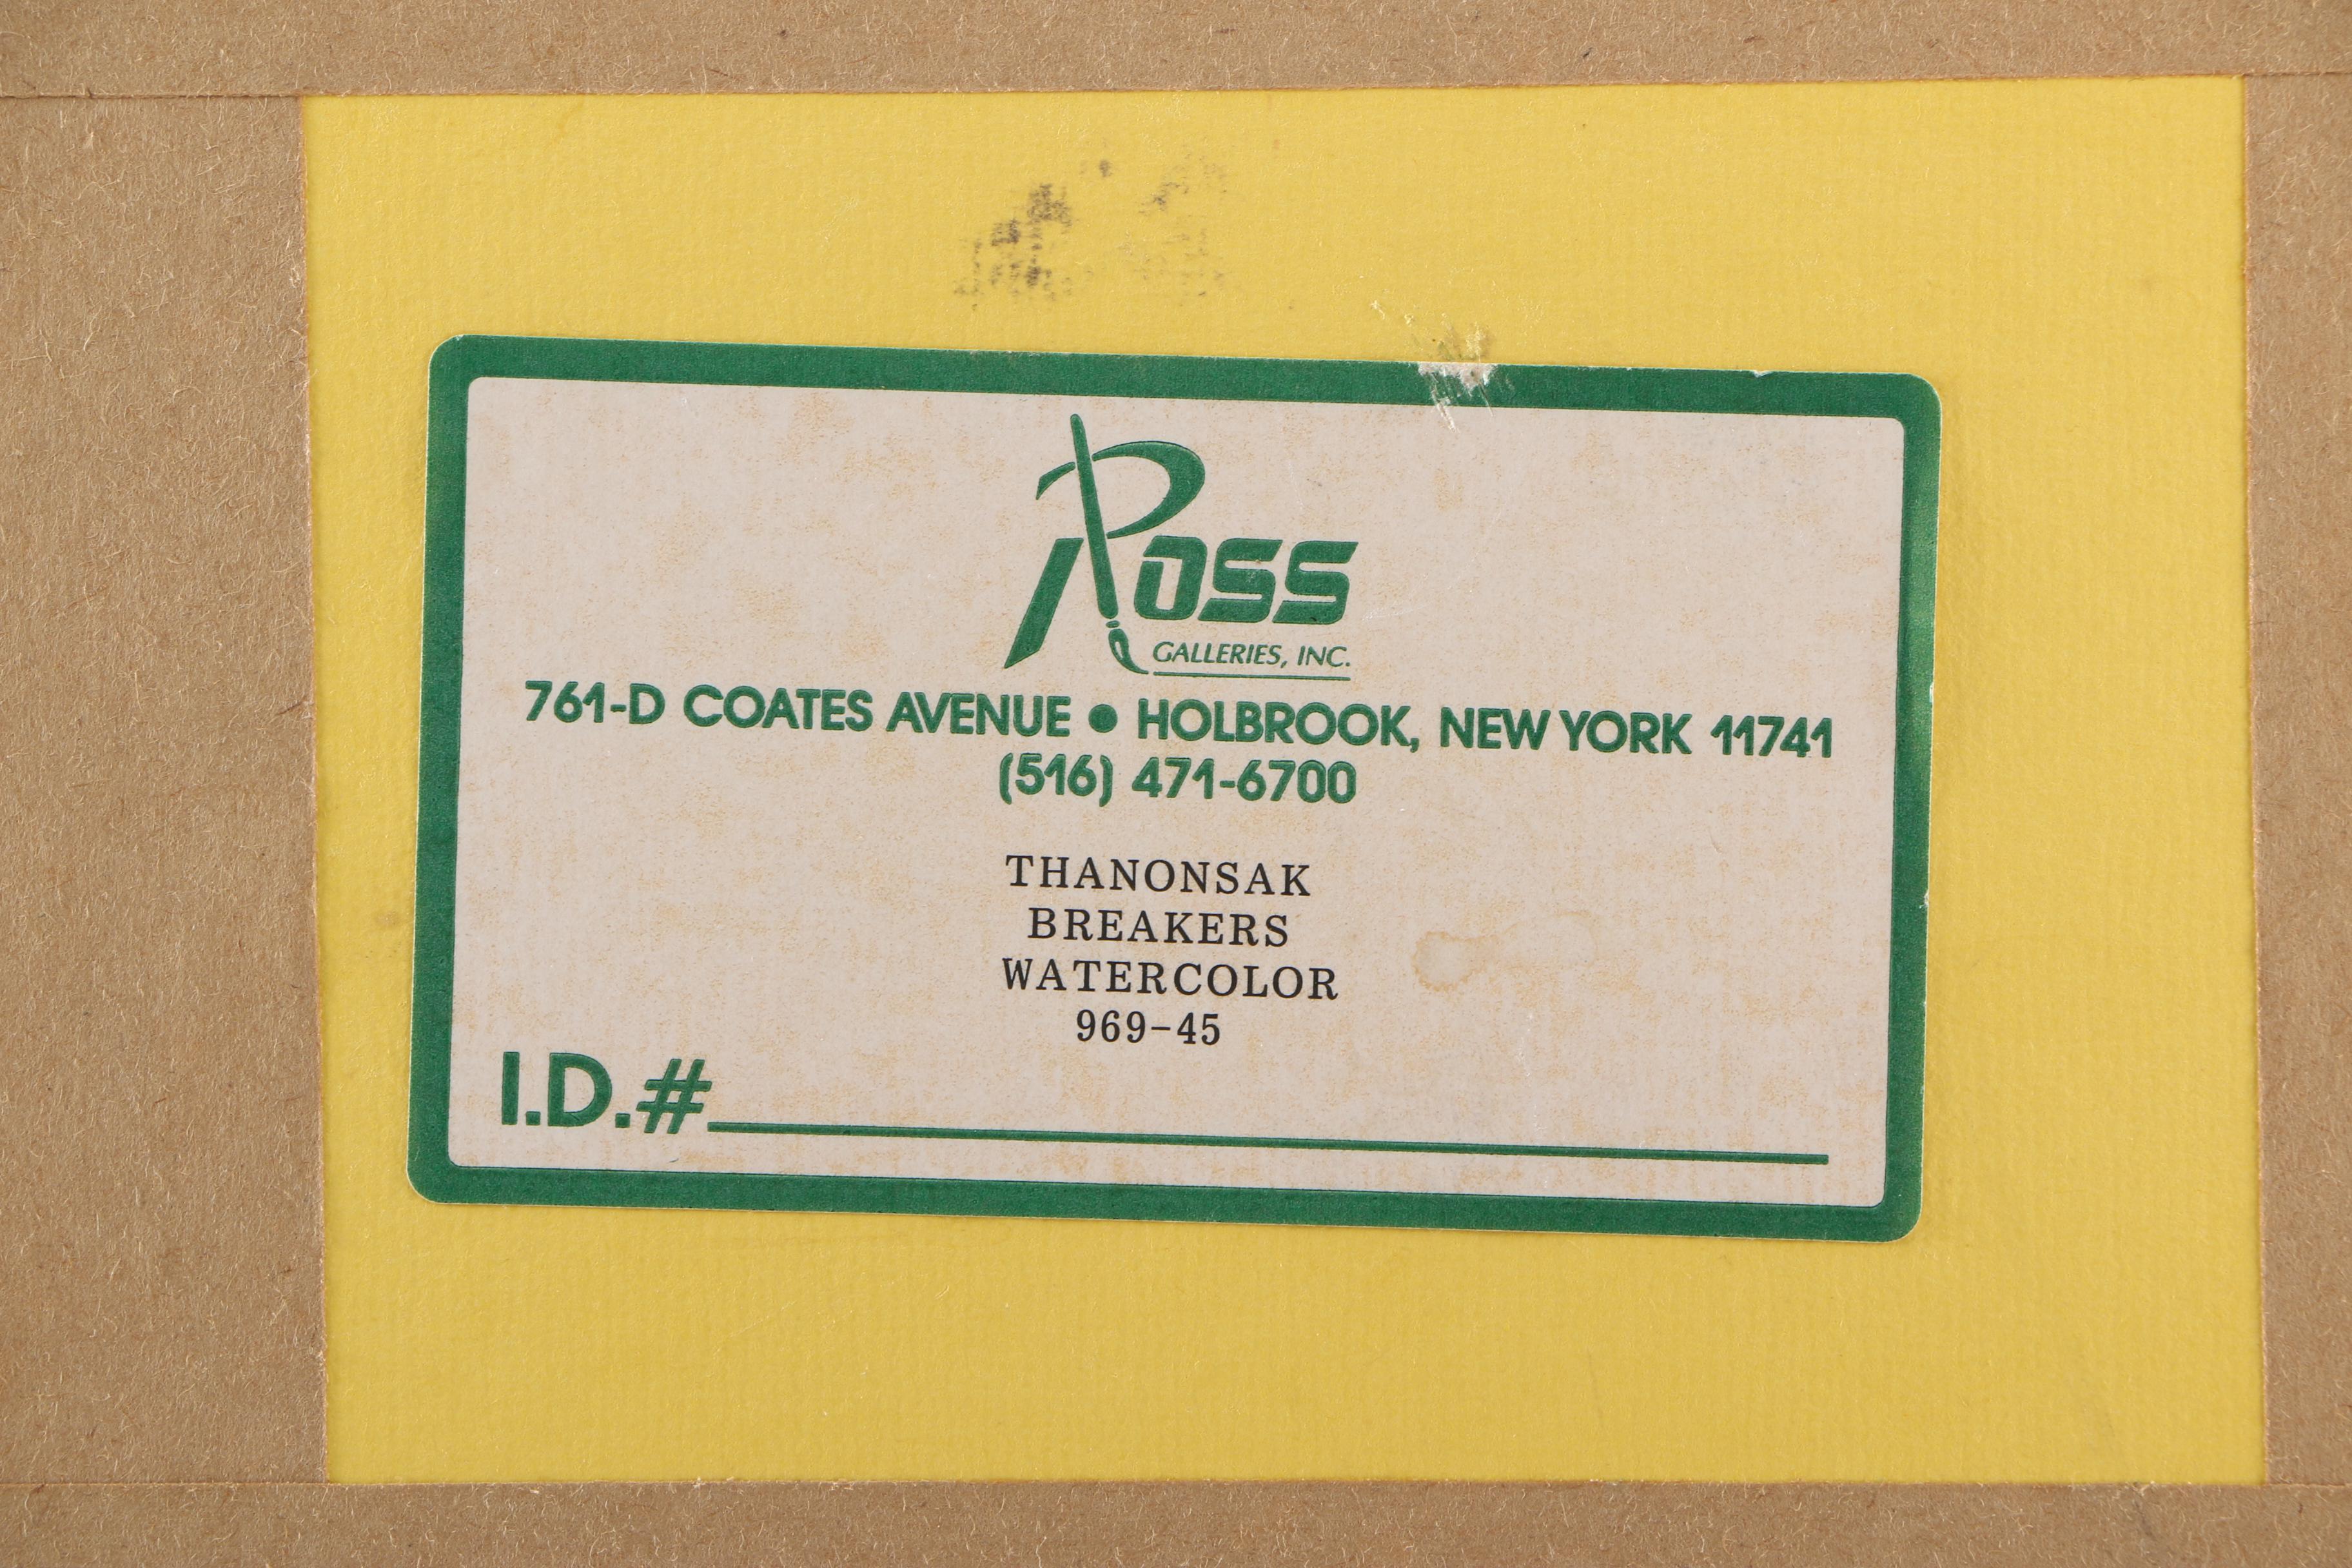 ROSS
GALLERIES, INC.
761-D COATES AVENUE • HOLBROOK, NEW YORK 11741
(516) 471-6700
THANONSAK
BREAKERS
WATERCOLOR
969-45
I.D.#